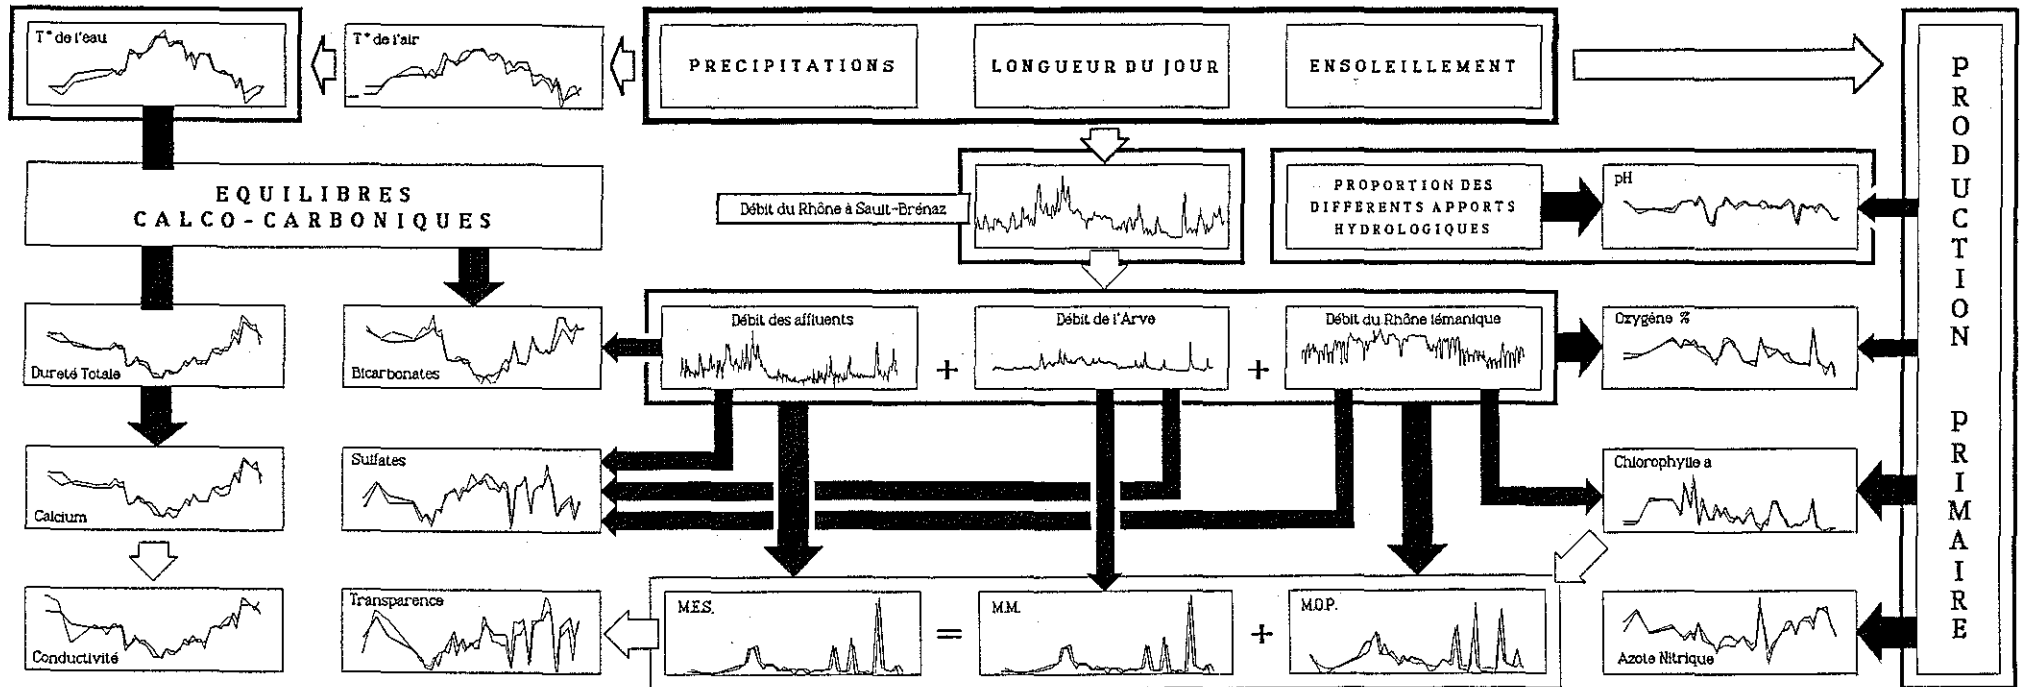 T° de l'eau
T° de l'air
PRECIPITATIONS
LONGUEUR DU JOUR
ENSOLEILLEMENT
EQUILIBRES
CALCO-CARBONIQUES
Débit du Rhône à Sault-Brénaz
PROPORTION DES
DIFFERENTS APPORTS
HYDROLOGIQUES
pH
PRODUCTION PRIMAIRE
Dureté Totale
Bicarbonates
Débit des affluents
+
Débit de l'Arve
+
Débit du Rhône lémanique
Oxygène %
Calcium
Sulfates
Chlorophylle a
Conductivité
Transparence
M.E.S.
=
M.M.
+
M.O.P.
Azote Nitrique